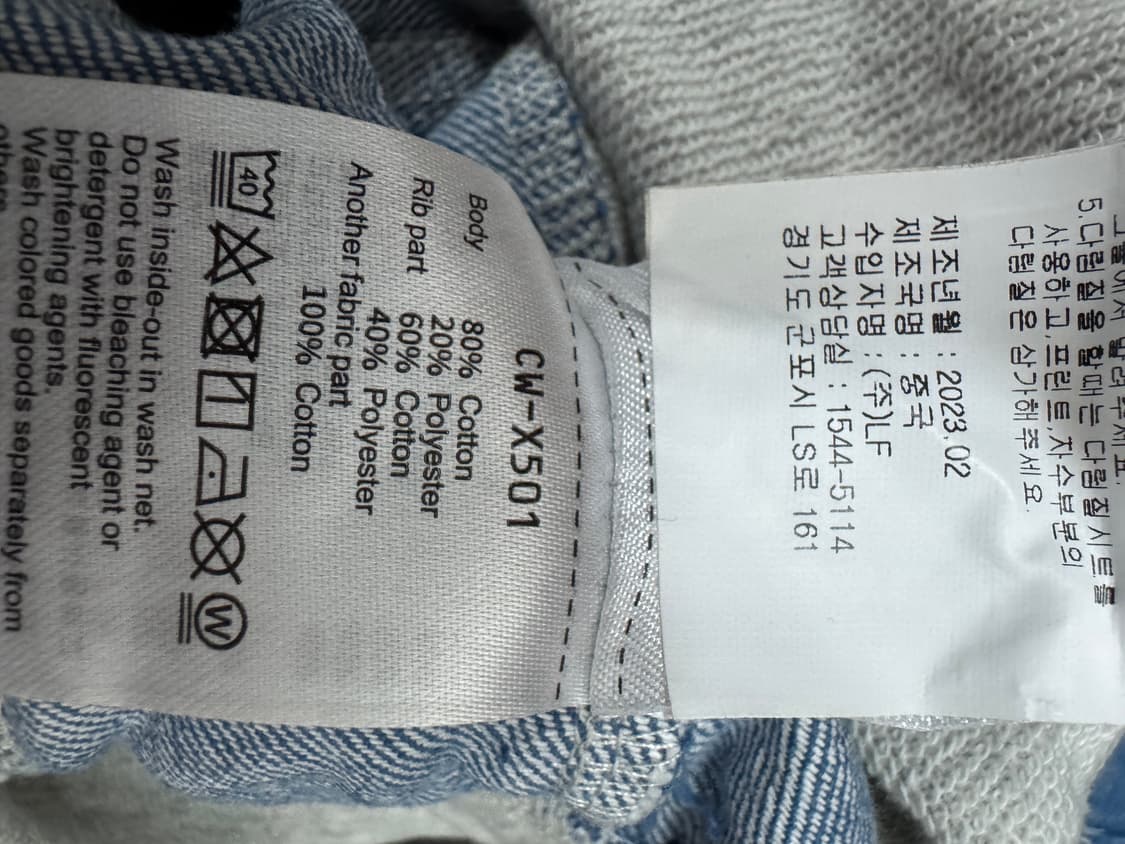 CW-X501
Body 80% Cotton
20% Polyester
Rib part 60% Cotton
40% Polyester
Another fabric part
100% Cotton
40
W
Wash inside-out in wash net.
Do not use bleaching agent or
detergent with fluorescent
brightening agents.
Wash colored goods separately from
others
5.다림질을 할때는 다림질시트를
사용하고,프린트,자수부분의
다림질은 삼가해주세요.
제조년월 : 2023.02
제조국명 : 중국
수입자명 : (주)LF
고객상담실 : 1544-5114
경기도 군포시 LS로 161